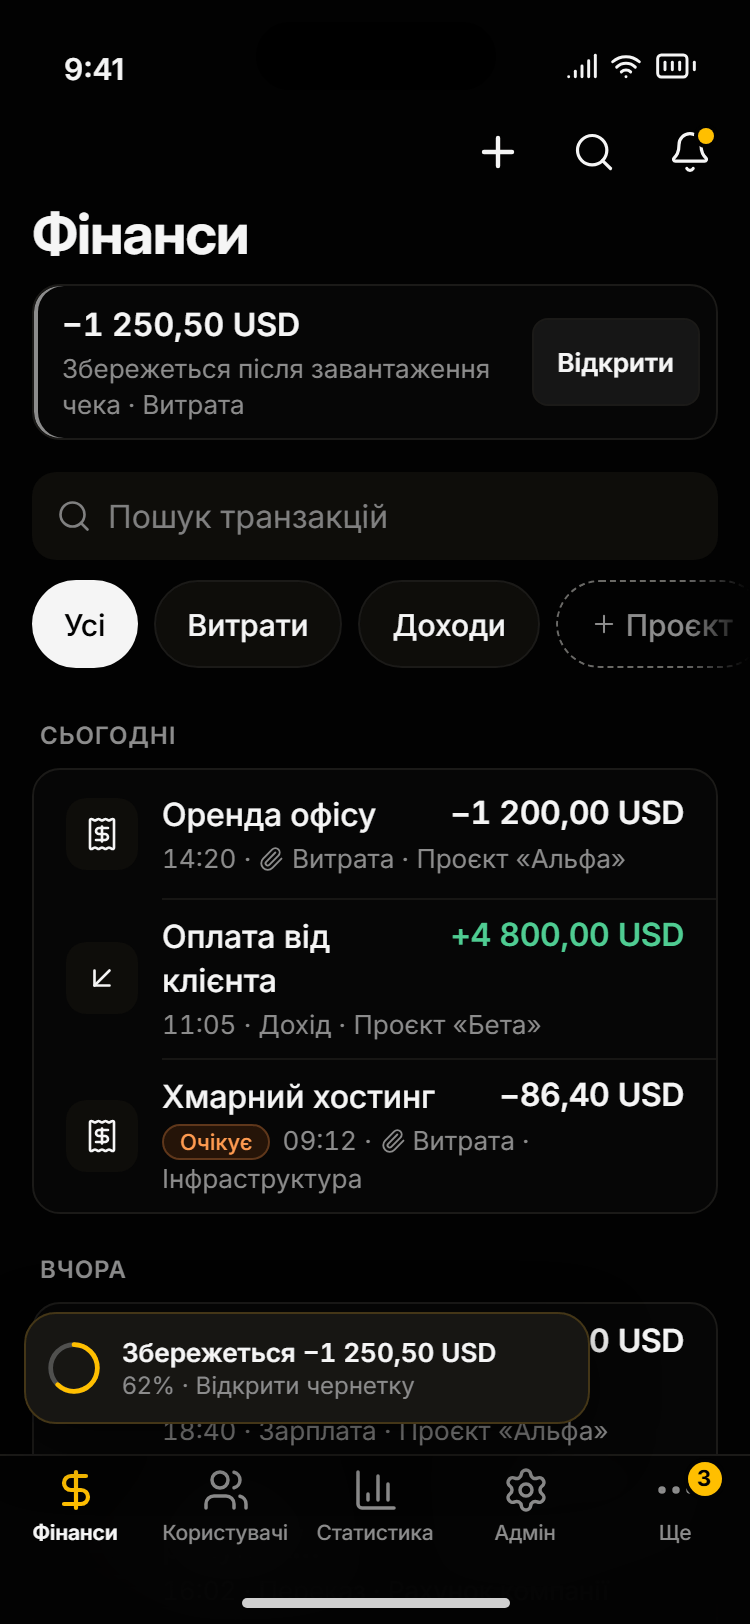 9:41
Фінанси
−1 250,50 USD
Збережеться після завантаження
чека · Витрата
Відкрити
Пошук транзакцій
Усі
Витрати
Доходи
+ Проєкт
СЬОГОДНІ
Оренда офісу
−1 200,00 USD
14:20 · Витрата · Проєкт «Альфа»
Оплата від
клієнта
+4 800,00 USD
11:05 · Дохід · Проєкт «Бета»
Хмарний хостинг
−86,40 USD
Очікує 09:12 · Витрата ·
Інфраструктура
ВЧОРА
0 USD
Збережеться −1 250,50 USD
62% · Відкрити чернетку
18:40 · Зарплата · Проєкт «Альфа»
Фінанси
Користувачі
Статистика
Адмін
3
Ще